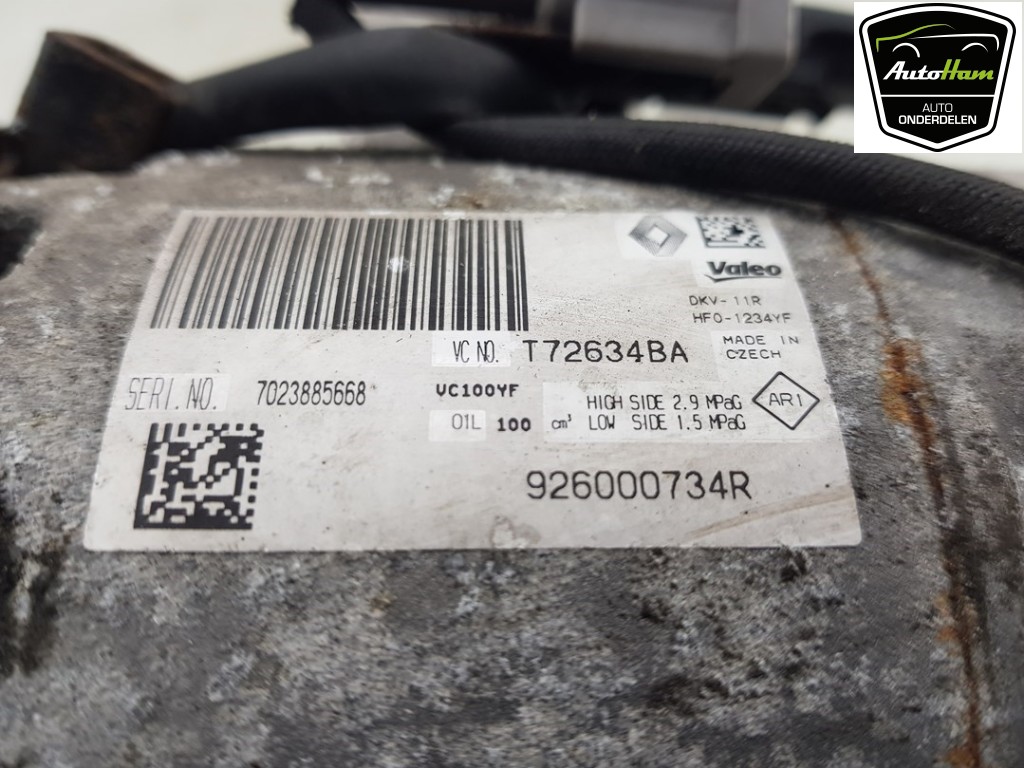 AutoHam
AUTO
ONDERDELEN
Valeo
DKV-11R
HFO-1234YF
VC NO. T72634BA
MADE IN
CZECH
SERI.NO. 7023885668
VC100YF
OIL 100 cm³
HIGH SIDE 2.9 MPaG
LOW SIDE 1.5 MPaG
AR1
926000734R